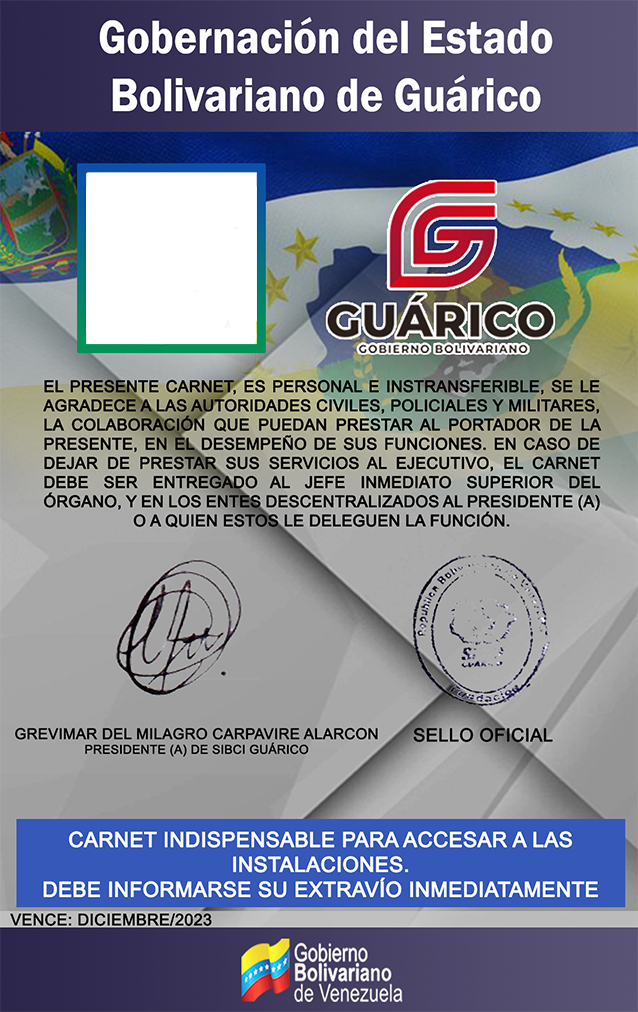 Gobernación del Estado
Bolivariano de Guárico
GUÁRICO
GOBIERNO BOLIVARIANO
EL PRESENTE CARNET, ES PERSONAL E INSTRANSFERIBLE, SE LE
AGRADECE A LAS AUTORIDADES CIVILES, POLICIALES Y MILITARES,
LA COLABORACIÓN QUE PUEDAN PRESTAR AL PORTADOR DE LA
PRESENTE, EN EL DESEMPEÑO DE SUS FUNCIONES. EN CASO DE
DEJAR DE PRESTAR SUS SERVICIOS AL EJECUTIVO, EL CARNET
DEBE SER ENTREGADO AL JEFE INMEDIATO SUPERIOR DEL
ÓRGANO, Y EN LOS ENTES DESCENTRALIZADOS AL PRESIDENTE (A)
O A QUIEN ESTOS LE DELEGUEN LA FUNCIÓN.
República Boliv
GUÁRICO
Fundación
GREVIMAR DEL MILAGRO CARPAVIRE ALARCON
PRESIDENTE (A) DE SIBCI GUÁRICO
SELLO OFICIAL
CARNET INDISPENSABLE PARA ACCESAR A LAS
INSTALACIONES.
DEBE INFORMARSE SU EXTRAVÍO INMEDIATAMENTE
VENCE: DICIEMBRE/2023
Gobierno
Bolivariano
de Venezuela